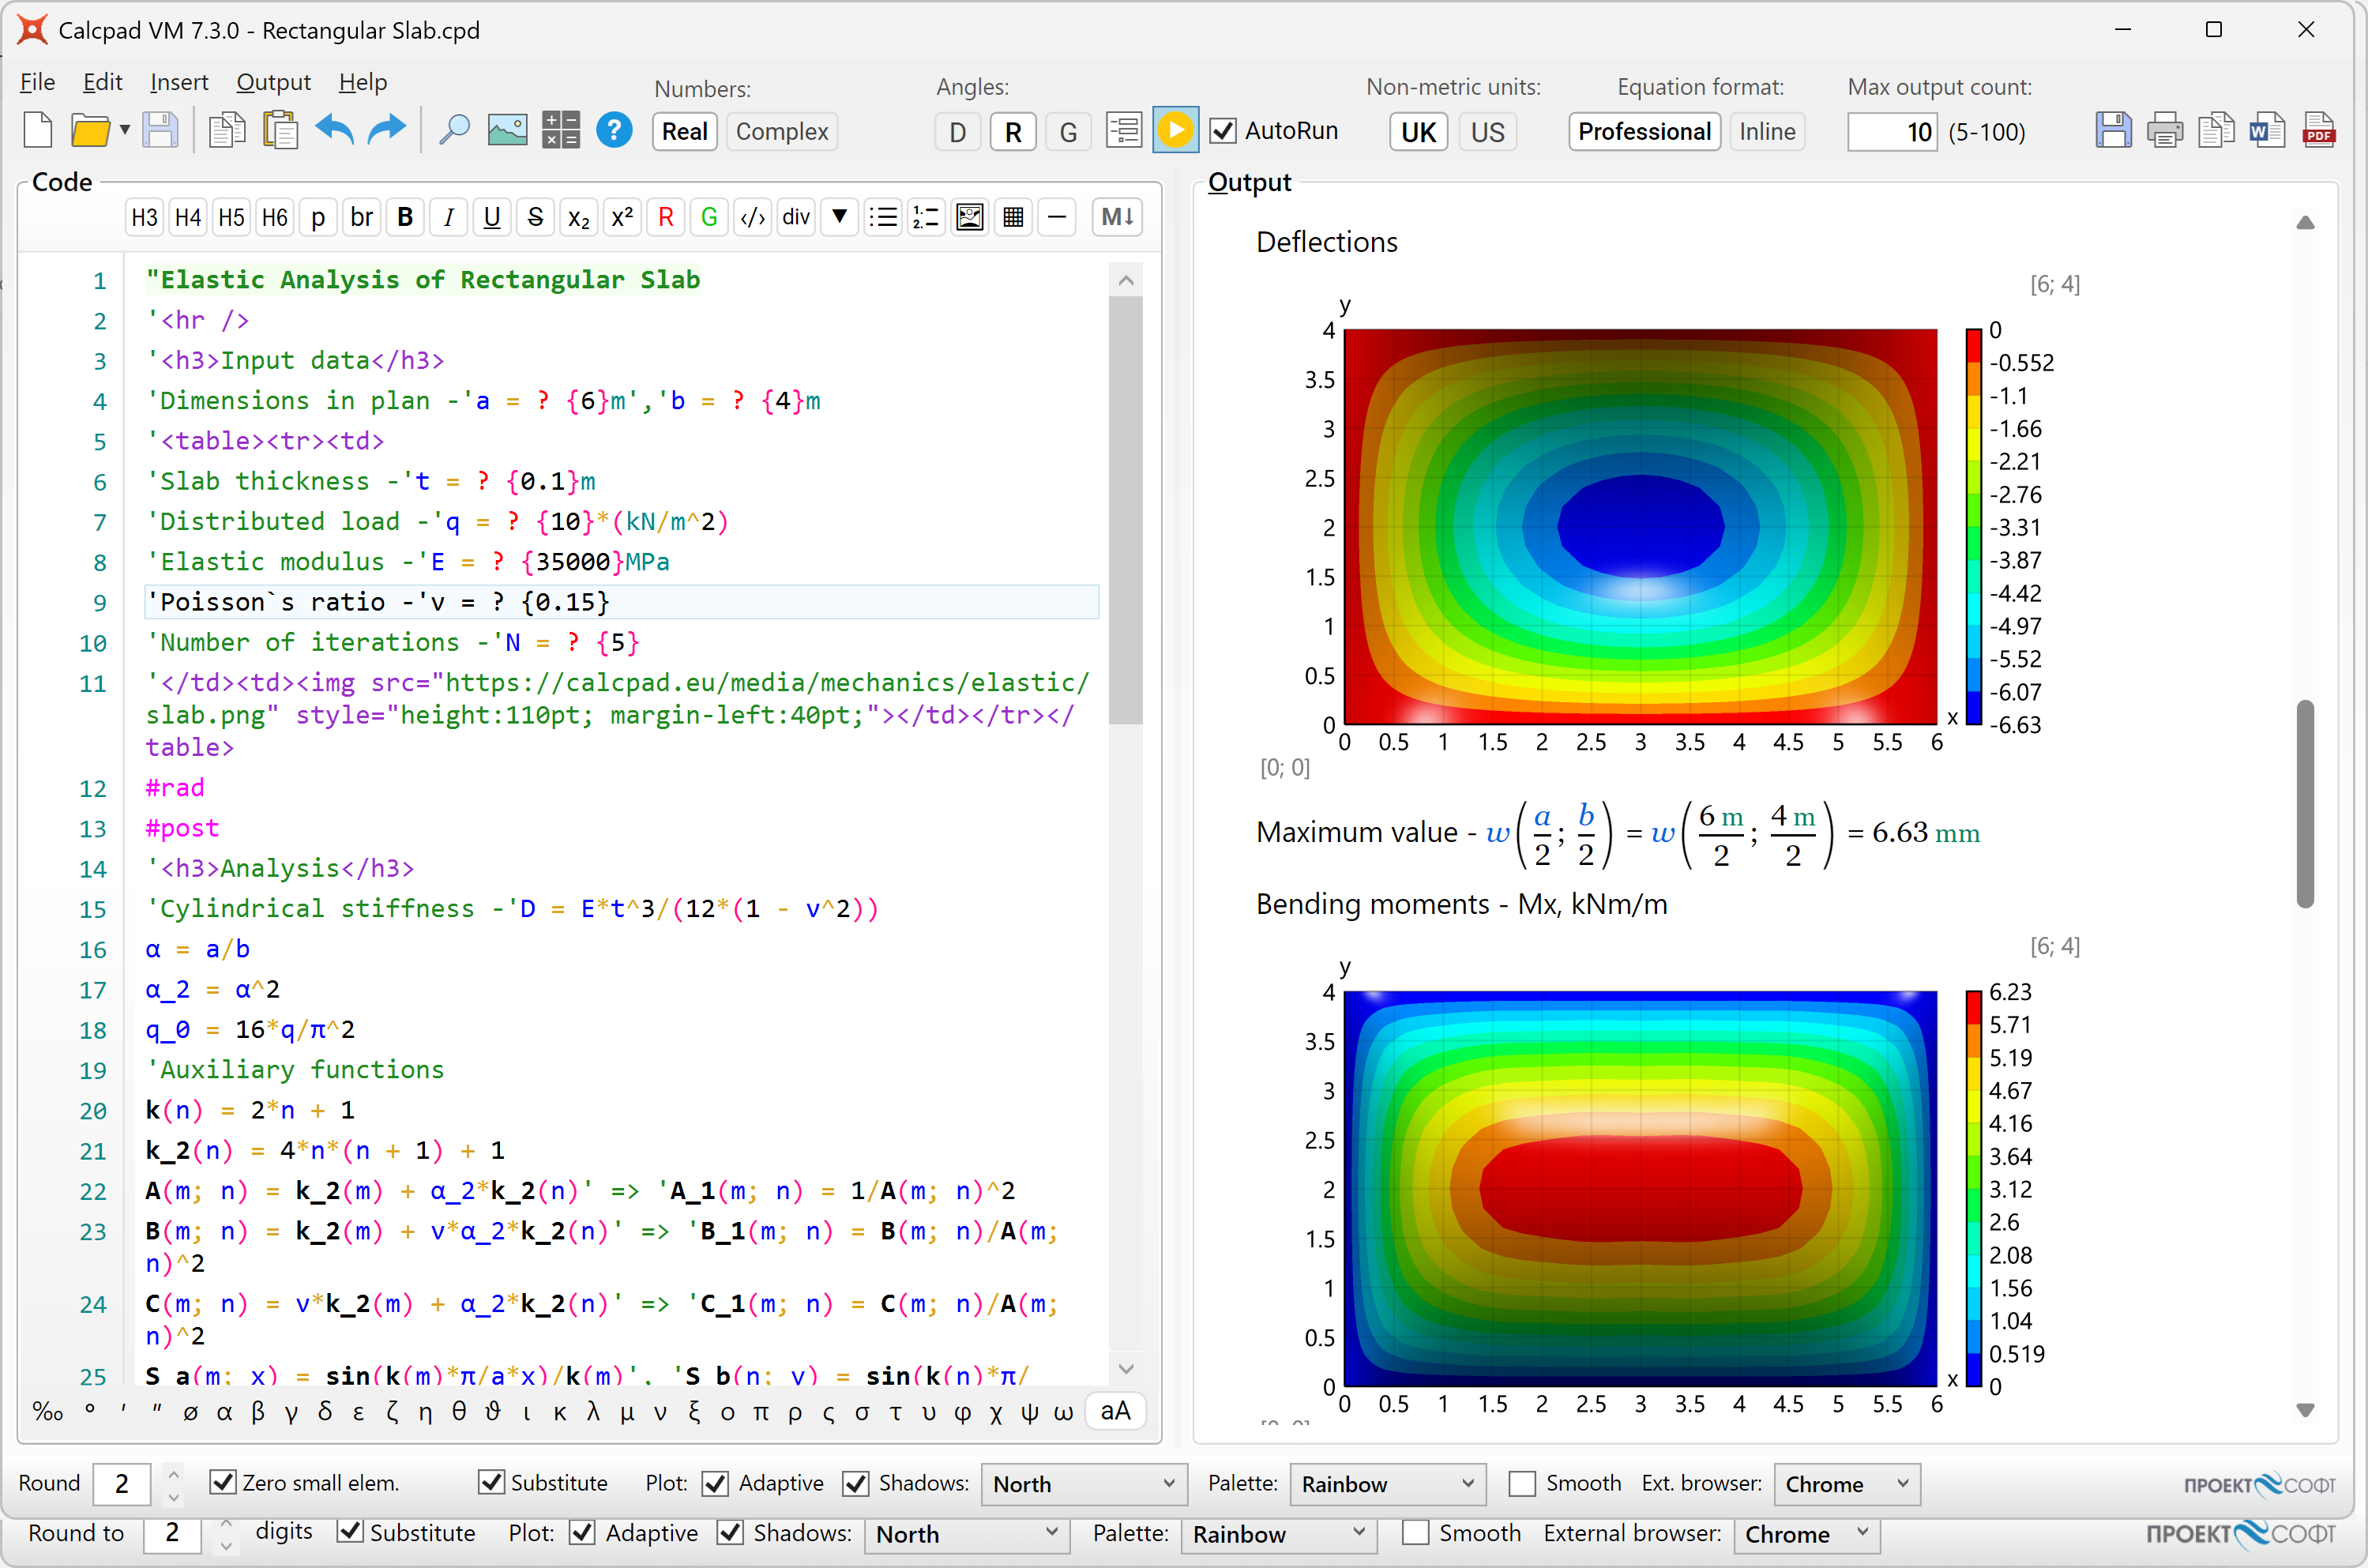 Calcpad VM 7.3.0 - Rectangular Slab.cpd
File Edit Insert Output Help
Numbers:
Real Complex
Angles:
D R G
AutoRun
Non-metric units:
UK US
Equation format:
Professional Inline
Max output count:
10 (5-100)
Code
H3 H4 H5 H6 p br B I U S x₂ x² R G </> div ▼ M↓
1 "Elastic Analysis of Rectangular Slab
2 '<hr />
3 '<h3>Input data</h3>
4 'Dimensions in plan -'a = ? {6}m','b = ? {4}m
5 '<table><tr><td>
6 'Slab thickness -'t = ? {0.1}m
7 'Distributed load -'q = ? {10}*(kN/m^2)
8 'Elastic modulus -'E = ? {35000}MPa
9 'Poisson`s ratio -'ν = ? {0.15}
10 'Number of iterations -'N = ? {5}
11 '</td><td><img src="https://calcpad.eu/media/mechanics/elastic/
slab.png" style="height:110pt; margin-left:40pt;"></td></tr></
table>
12 #rad
13 #post
14 '<h3>Analysis</h3>
15 'Cylindrical stiffness -'D = E*t^3/(12*(1 - ν^2))
16 α = a/b
17 α_2 = α^2
18 q_0 = 16*q/π^2
19 'Auxiliary functions
20 k(n) = 2*n + 1
21 k_2(n) = 4*n*(n + 1) + 1
22 A(m; n) = k_2(m) + α_2*k_2(n)' => 'A_1(m; n) = 1/A(m; n)^2
23 B(m; n) = k_2(m) + ν*α_2*k_2(n)' => 'B_1(m; n) = B(m; n)/A(m;
n)^2
24 C(m; n) = ν*k_2(m) + α_2*k_2(n)' => 'C_1(m; n) = C(m; n)/A(m;
n)^2
25 S_a(m; x) = sin(k(m)*π/a*x)/k(m)', 'S_b(n; y) = sin(k(n)*π/
‰ ° ′ ″ ø α β γ δ ε ζ η θ ϑ ι κ λ μ ν ξ ο π ρ ς σ τ υ φ χ ψ ω aA
Output
Deflections
[6; 4]
y
4
3.5
3
2.5
2
1.5
1
0.5
0
0 0.5 1 1.5 2 2.5 3 3.5 4 4.5 5 5.5 6
x
0
-0.552
-1.1
-1.66
-2.21
-2.76
-3.31
-3.87
-4.42
-4.97
-5.52
-6.07
-6.63
[0; 0]
Maximum value - w(a/2; b/2) = w(6 m/2; 4 m/2) = 6.63 mm
Bending moments - Mx, kNm/m
[6; 4]
y
4
3.5
3
2.5
2
1.5
1
0.5
0
0 0.5 1 1.5 2 2.5 3 3.5 4 4.5 5 5.5 6
x
6.23
5.71
5.19
4.67
4.16
3.64
3.12
2.6
2.08
1.56
1.04
0.519
0
Round 2 Zero small elem. Substitute Plot: Adaptive Shadows: North Palette: Rainbow Smooth Ext. browser: Chrome ПРОЕКТ СОФТ
Round to 2 digits Substitute Plot: Adaptive Shadows: North Palette: Rainbow Smooth External browser: Chrome ПРОЕКТ СОФТ